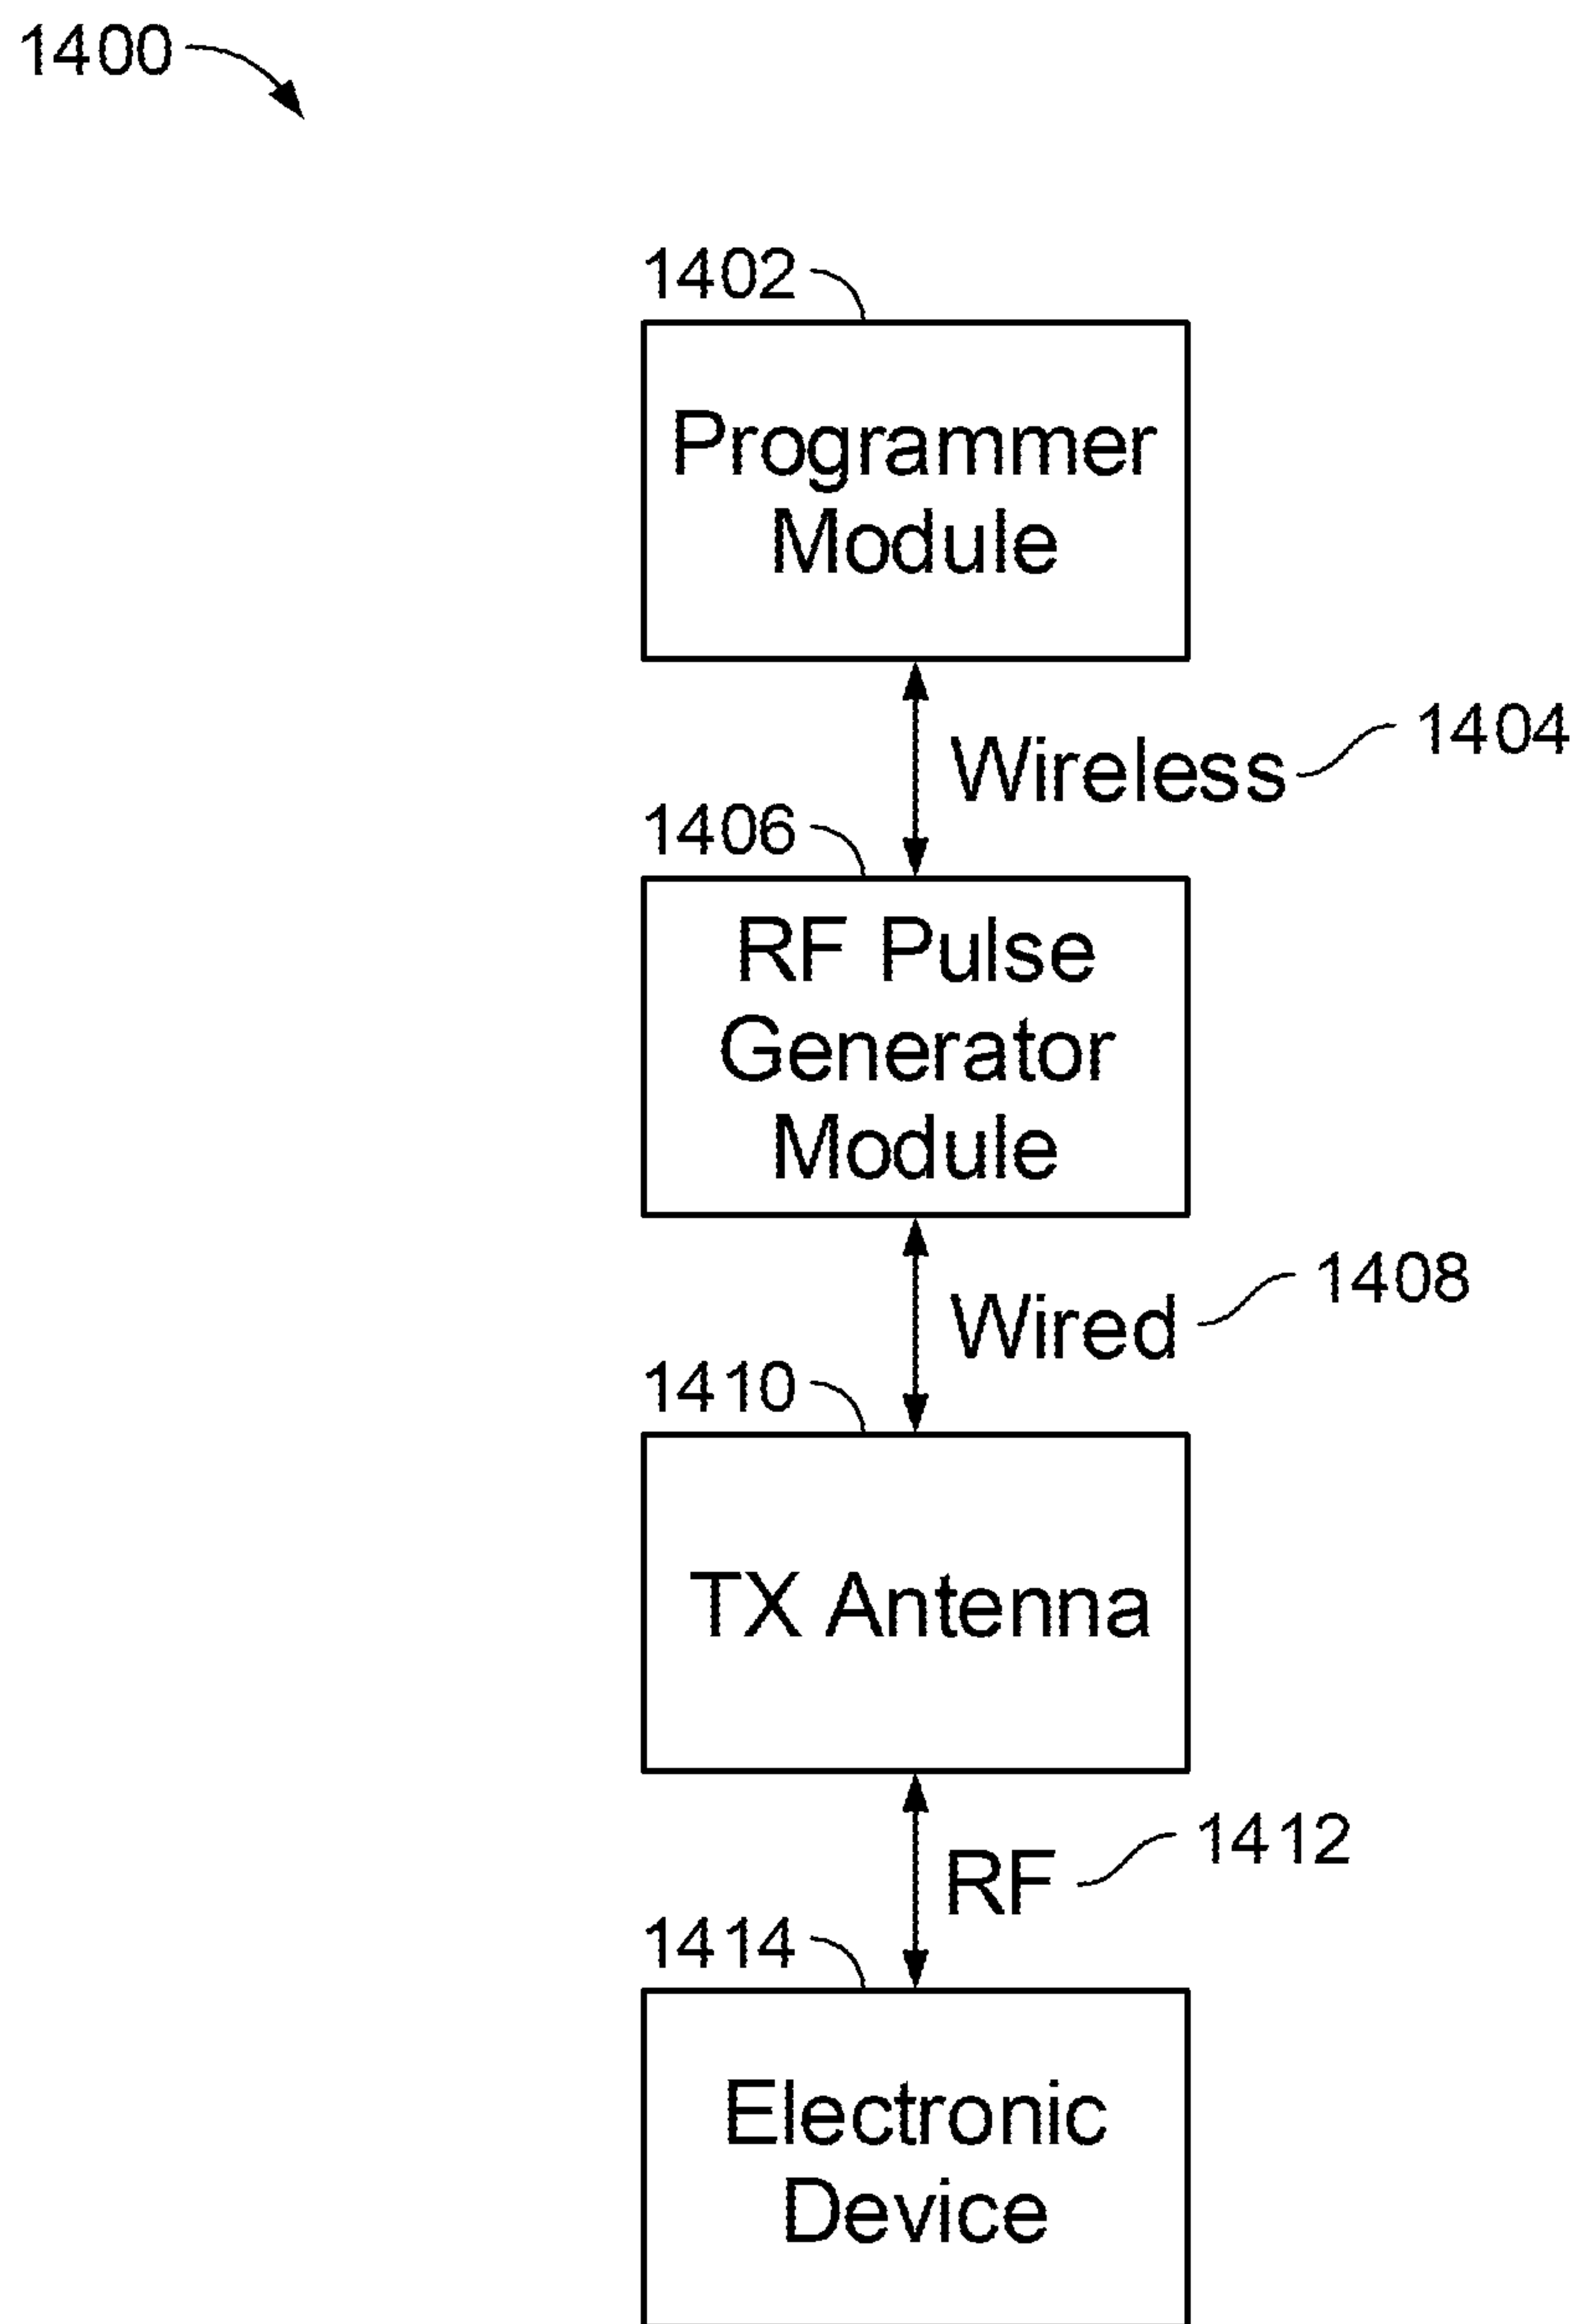 1400
1402
Programmer
Module
Wireless
1404
1406
RF Pulse
Generator
Module
Wired
1408
1410
TX Antenna
RF
1412
1414
Electronic
Device